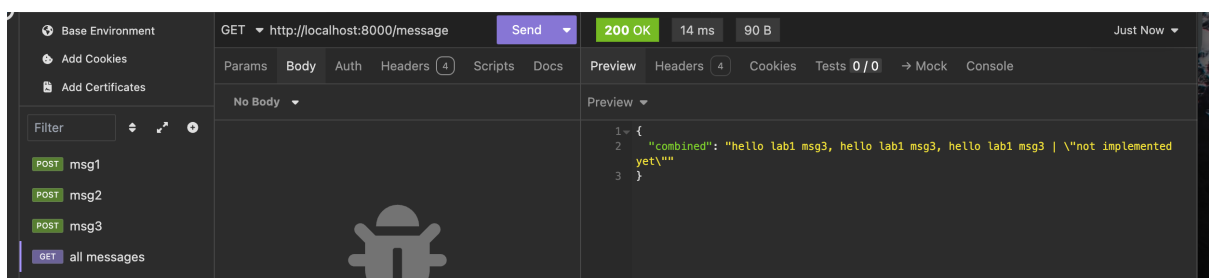 Base Environment
Add Cookies
Add Certificates
Filter
POST msg1
POST msg2
POST msg3
GET all messages
GET http://localhost:8000/message Send
Params Body Auth Headers 4 Scripts Docs
No Body
200 OK 14 ms 90 B Just Now
Preview Headers 4 Cookies Tests 0 / 0 → Mock Console
Preview
1 {
2 "combined": "hello lab1 msg3, hello lab1 msg3, hello lab1 msg3 | \"not implemented
yet\""
3 }